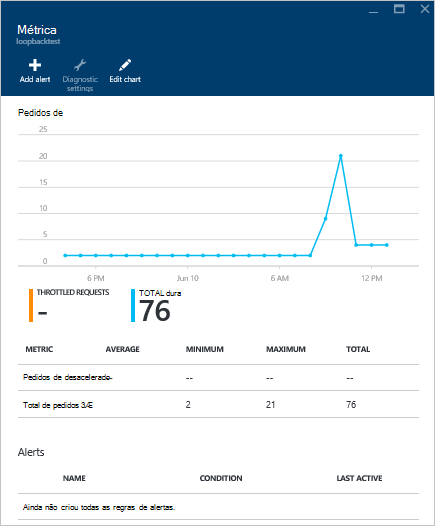 Métrica
loopbacktest
Add alert Diagnostic settings Edit chart
Pedidos de
25
20
15
10
5
0
6 PM Jun 10 6 AM 12 PM
THROTTLED REQUESTS TOTAL dura
- 76
METRIC AVERAGE MINIMUM MAXIMUM TOTAL
Pedidos de desacelerade- -- -- --
Total de pedidos 3,Æ 2 21 76
Alerts
NAME CONDITION LAST ACTIVE
Ainda não criou todas as regras de alertas.